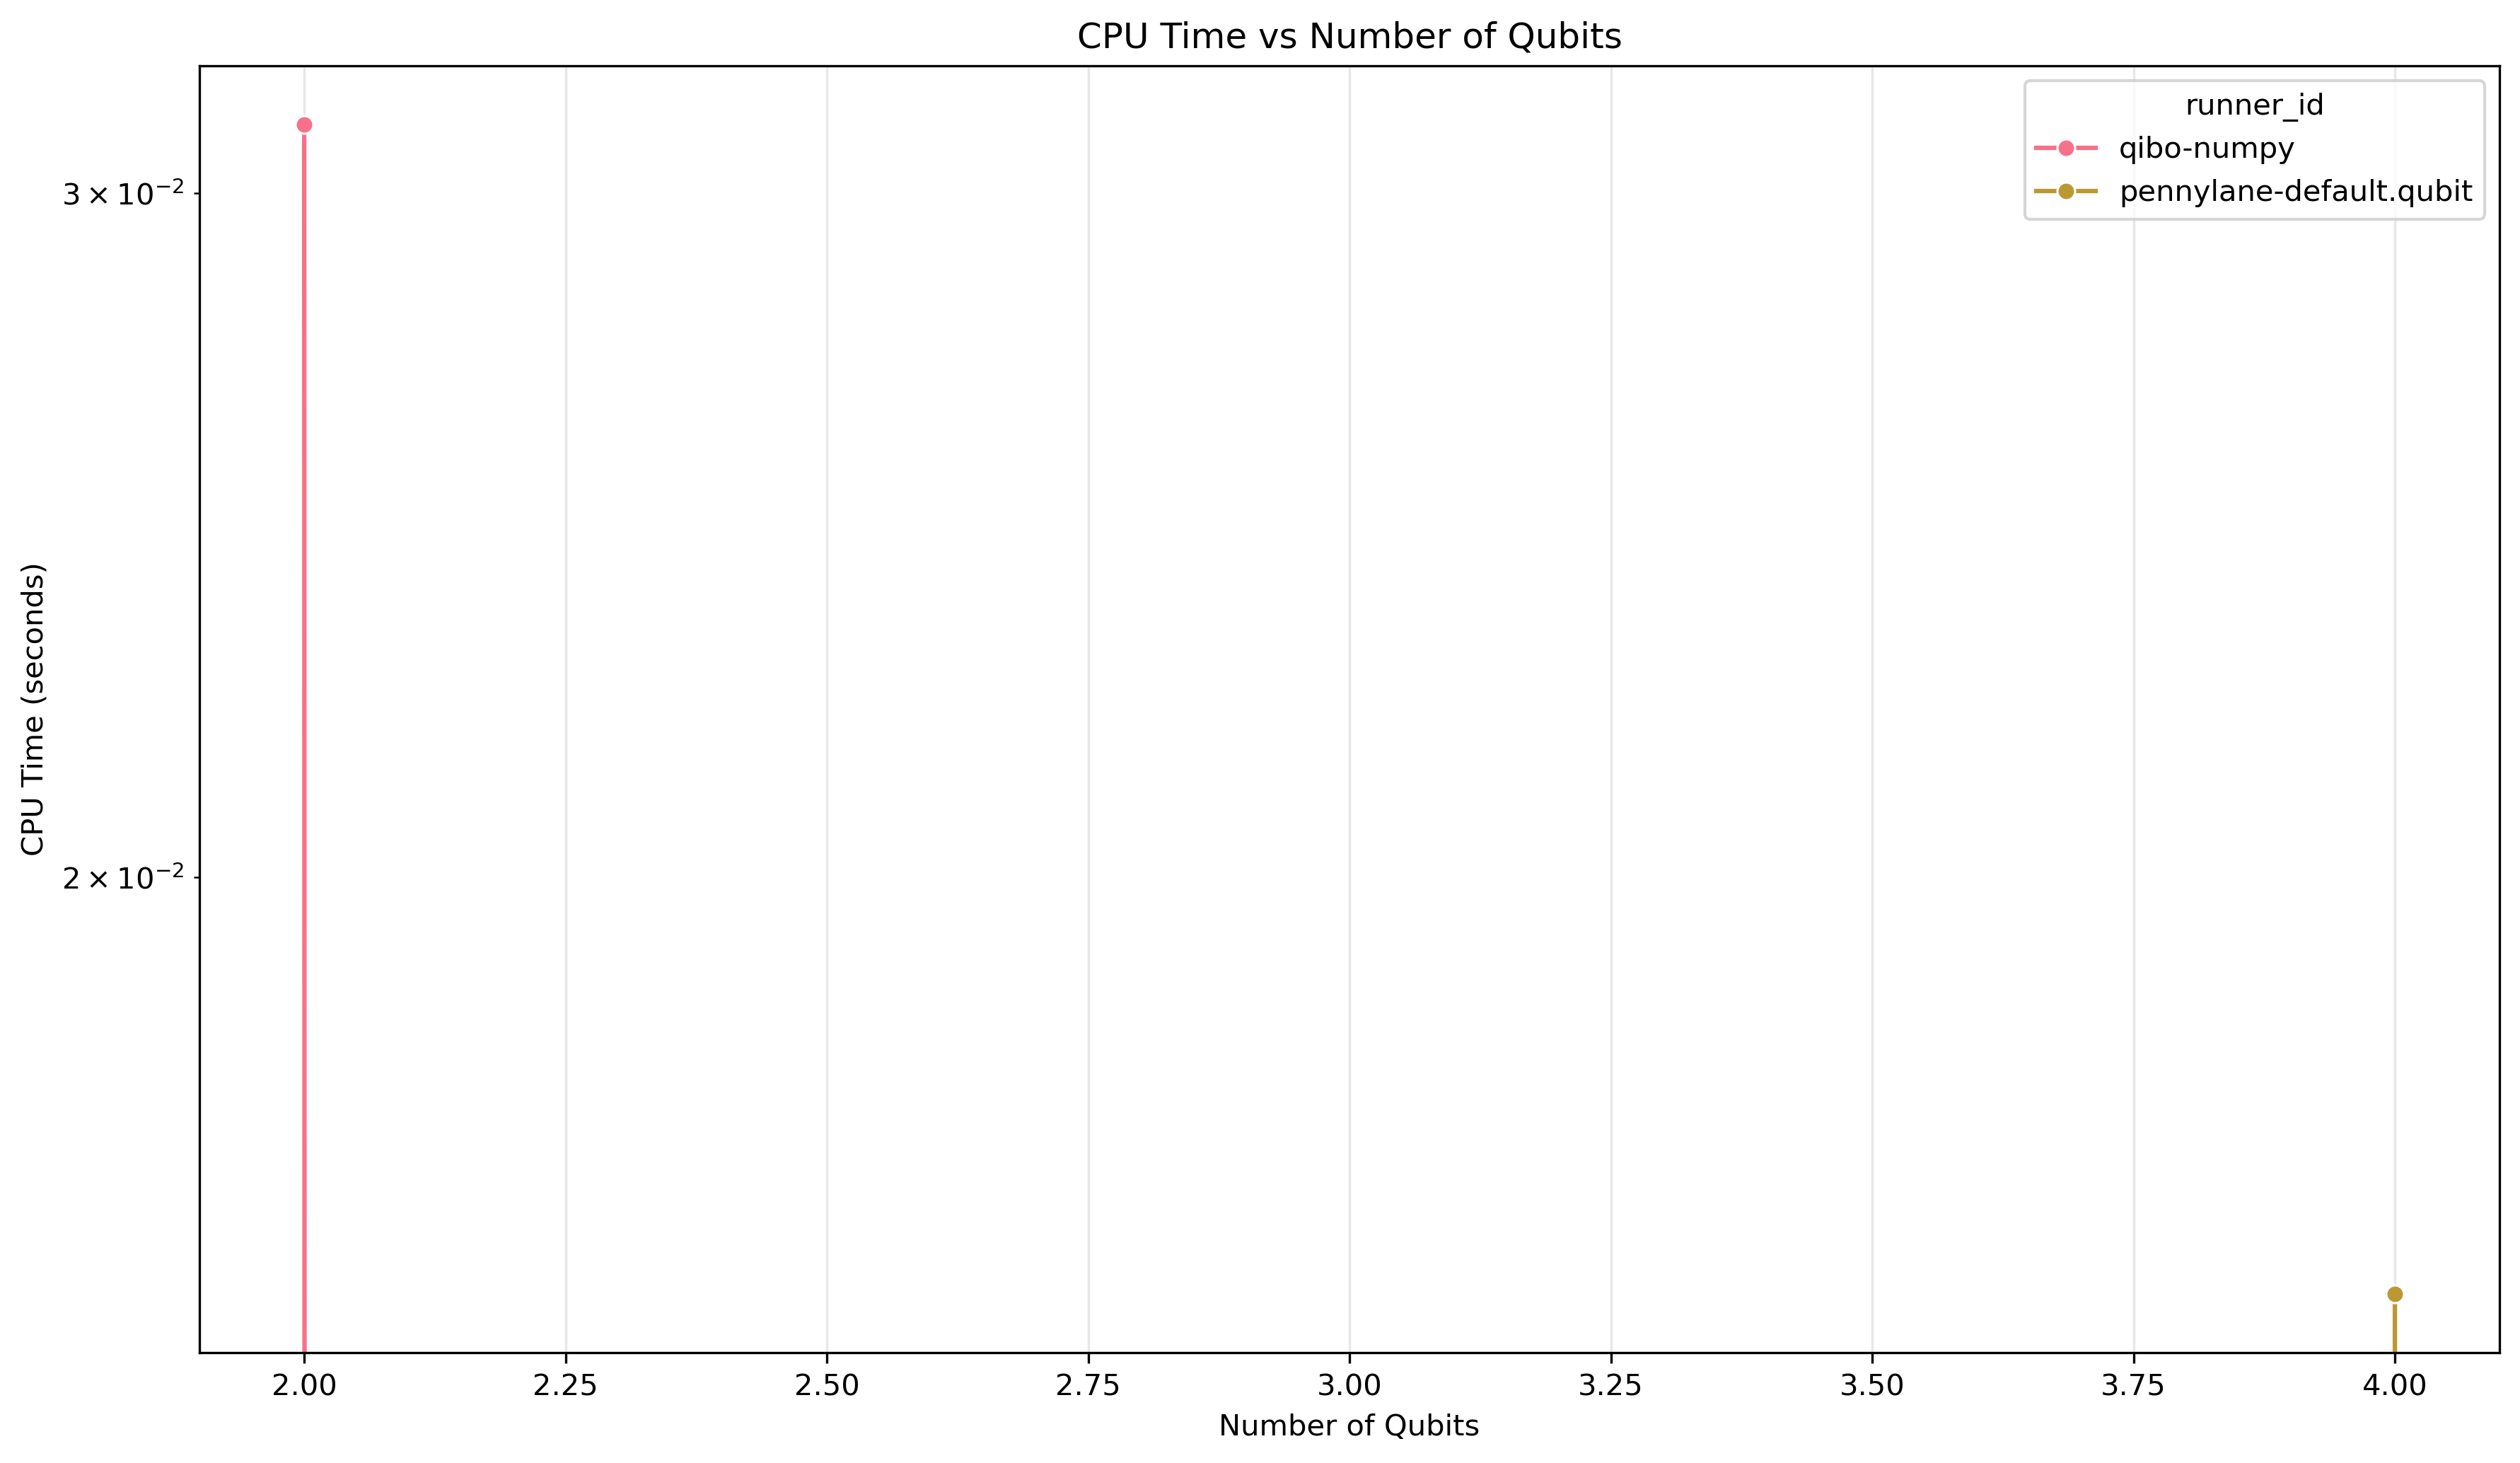 CPU Time vs Number of Qubits
runner_id
qibo-numpy
pennylane-default.qubit
3 × 10⁻²
2 × 10⁻²
CPU Time (seconds)
2.00 2.25 2.50 2.75 3.00 3.25 3.50 3.75 4.00
Number of Qubits